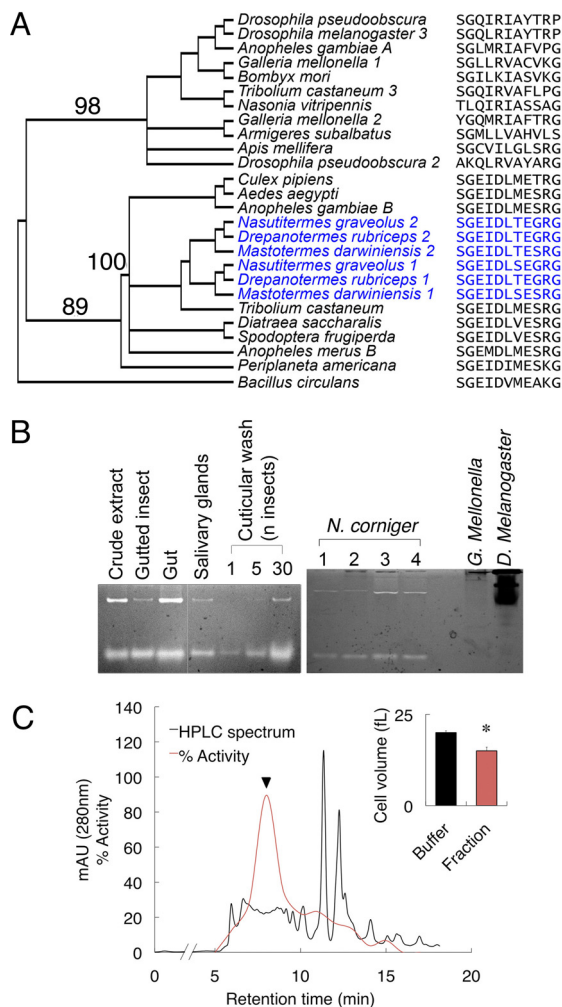 A
Drosophila pseudoobscura SGQIRIAYTRP
Drosophila melanogaster 3 SGQLRIAYTRP
Anopheles gambiae A SGLMRIAFVPG
Galleria mellonella 1 SGLLRVACVKG
Bombyx mori SGILKIASVKG
Tribolium castaneum 3 SGQIRVAFLPG
Nasonia vitripennis TLQIRIASSAG
98
Galleria mellonella 2 YGQMRIAFTRG
Armigeres subalbatus SGMLLVAHVLS
Apis mellifera SGCVILGLSRG
Drosophila pseudoobscura 2 AKQLRVAYARG
Culex pipiens SGEIDLMETRG
Aedes aegypti SGEIDLMESRG
Anopheles gambiae B SGEIDLMESRG
Nasutitermes graveolus 2 SGEIDLTEGRG
Drepanotermes rubriceps 2 SGEIDLTEGRG
Mastotermes darwiniensis 2 SGEIDLTESRG
100
Nasutitermes graveolus 1 SGEIDLSEGRG
Drepanotermes rubriceps 1 SGEIDLTEGRG
Mastotermes darwiniensis 1 SGEIDLSESRG
89
Tribolium castaneum SGEIDLMESRG
Diatraea saccharalis SGEIDLVESRG
Spodoptera frugiperda SGEIDLVESRG
Anopheles merus B SGEMDLMESRG
Periplaneta americana SGEIDIMESKG
Bacillus circulans SGEIDVMEAKG
B
Crude extract
Gutted insect
Gut
Salivary glands
Cuticular wash
(n insects)
1 5 30
N. corniger
1 2 3 4
G. Mellonella
D. Melanogaster
C
HPLC spectrum
% Activity
mAU (280nm)
% Activity
140
120
100
80
60
40
20
0
0 5 10 15 20
Retention time (min)
Cell volume (fL)
25
0
*
Buffer
Fraction